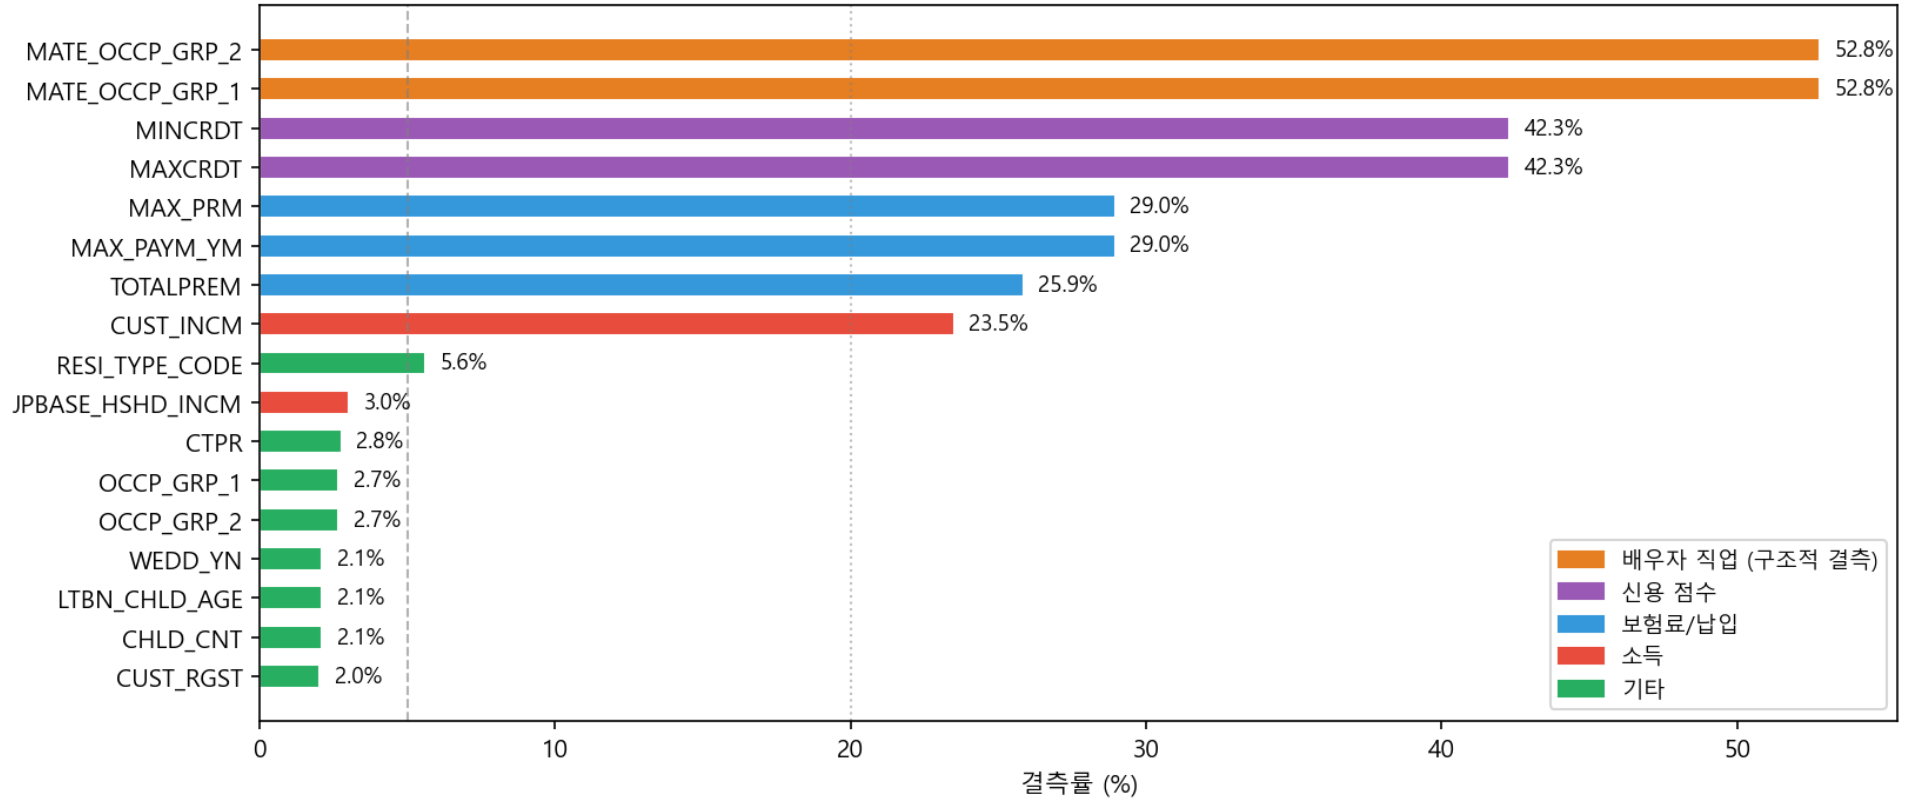 MATE_OCCP_GRP_2 52.8%
MATE_OCCP_GRP_1 52.8%
MINCRDT 42.3%
MAXCRDT 42.3%
MAX_PRM 29.0%
MAX_PAYM_YM 29.0%
TOTALPREM 25.9%
CUST_INCM 23.5%
RESI_TYPE_CODE 5.6%
JPBASE_HSHD_INCM 3.0%
CTPR 2.8%
OCCP_GRP_1 2.7%
OCCP_GRP_2 2.7%
WEDD_YN 2.1%
LTBN_CHLD_AGE 2.1%
CHLD_CNT 2.1%
CUST_RGST 2.0%
배우자 직업 (구조적 결측)
신용 점수
보험료/납입
소득
기타
0 10 20 30 40 50
결측률 (%)